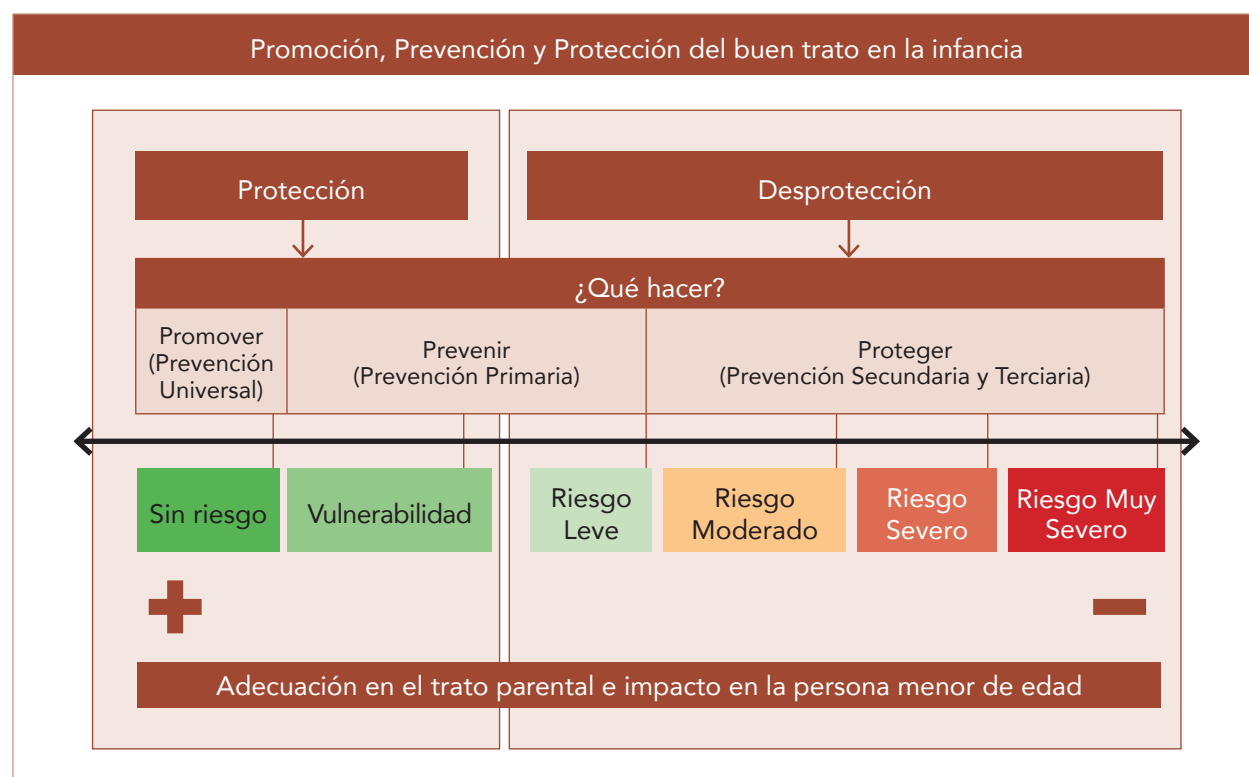 Promoción, Prevención y Protección del buen trato en la infancia
Protección
Desprotección
¿Qué hacer?
Promover
(Prevención
Universal)
Prevenir
(Prevención Primaria)
Proteger
(Prevención Secundaria y Terciaria)
Sin riesgo
Vulnerabilidad
Riesgo
Leve
Riesgo
Moderado
Riesgo
Severo
Riesgo Muy
Severo
Adecuación en el trato parental e impacto en la persona menor de edad